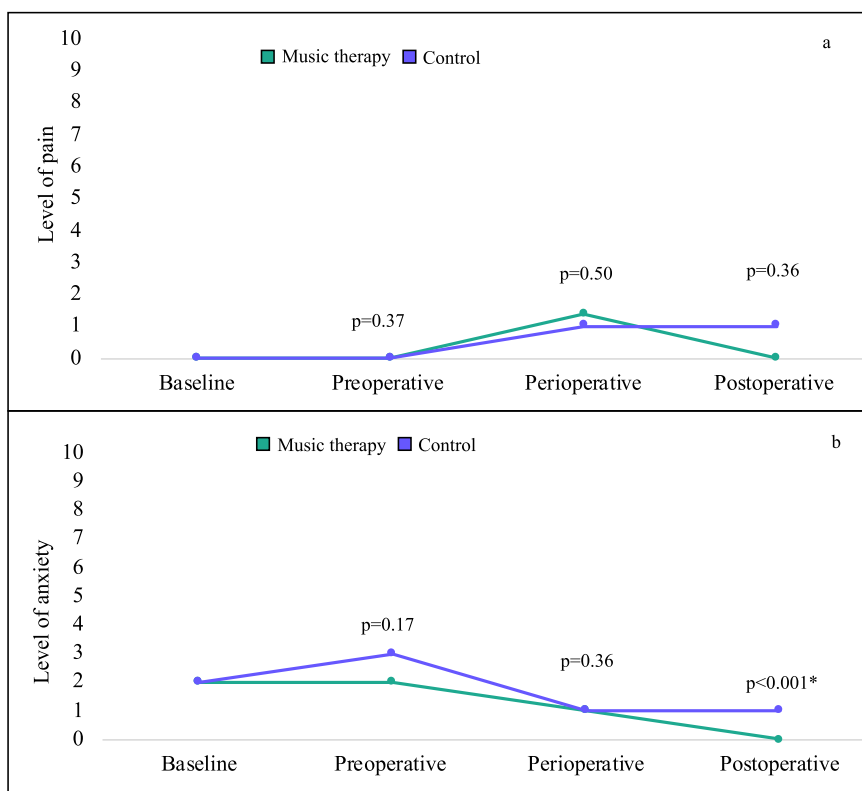 a
Music therapy Control
10
9
8
7
6
5
4
3
2
1
0
Level of pain
p=0.37
p=0.50
p=0.36
Baseline Preoperative Perioperative Postoperative
b
Music therapy Control
10
9
8
7
6
5
4
3
2
1
0
Level of anxiety
p=0.17
p=0.36
p<0.001*
Baseline Preoperative Perioperative Postoperative